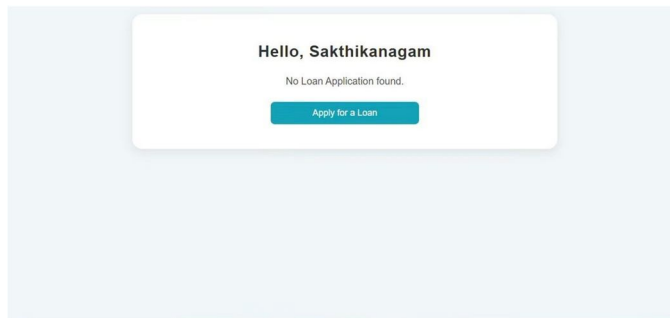 Hello, Sakthikanagam
No Loan Application found.
Apply for a Loan